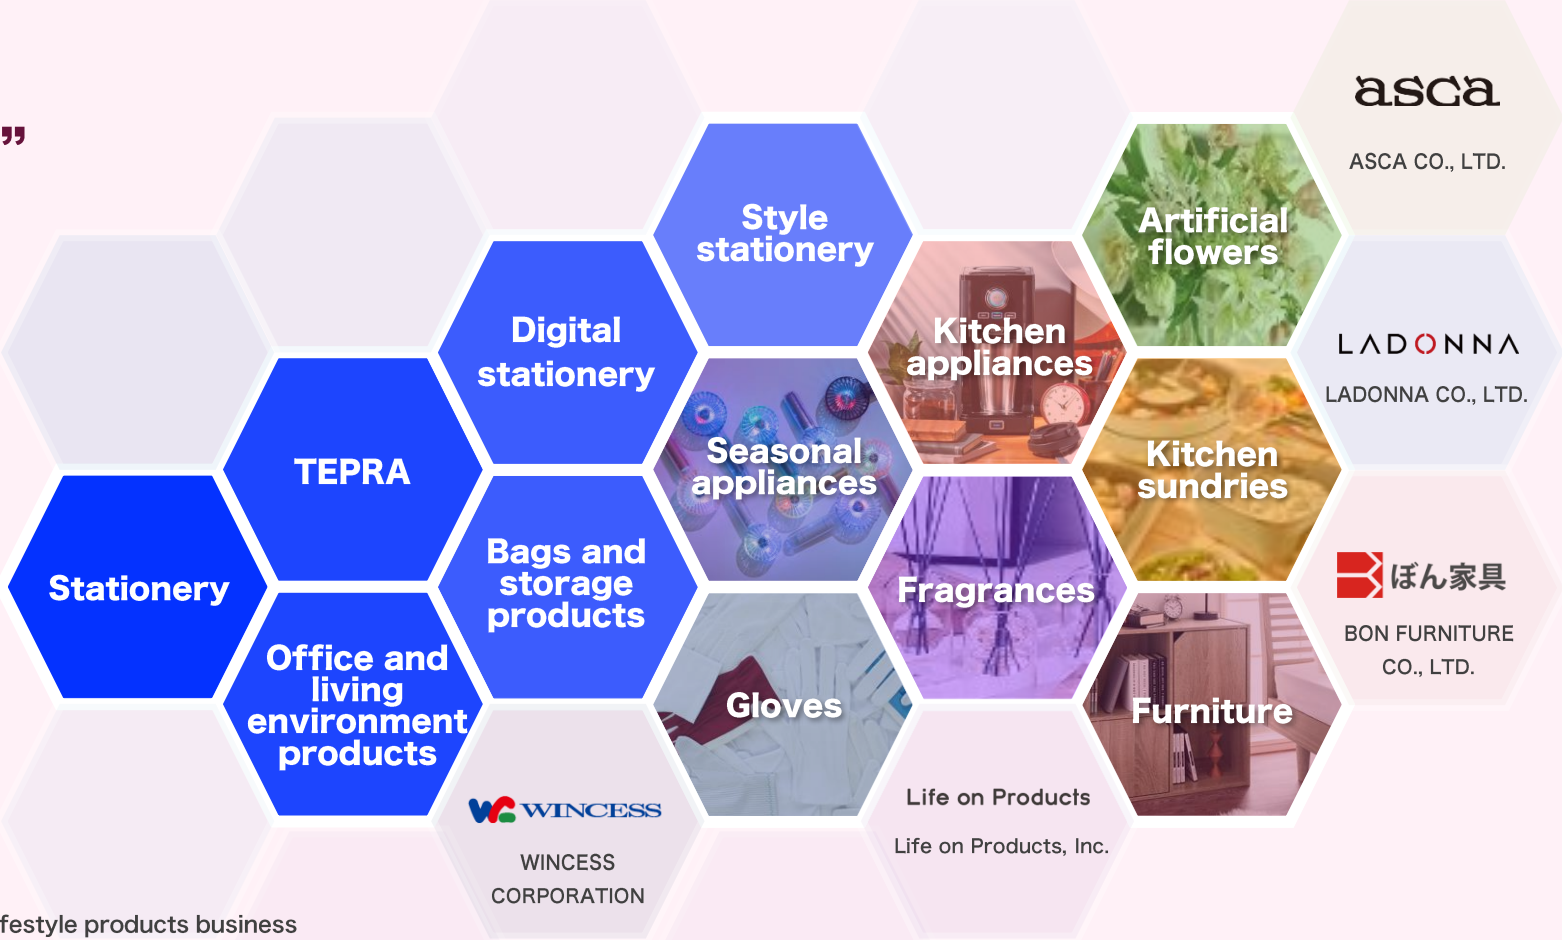 ”
Stationery
TEPRA
Office and
living
environment
products
Digital
stationery
Bags and
storage
products
WINCESS
WINCESS
CORPORATION
Style
stationery
Seasonal
appliances
Gloves
Kitchen
appliances
Fragrances
Life on Products
Life on Products, Inc.
Artificial
flowers
Kitchen
sundries
Furniture
asca
ASCA CO., LTD.
LADONNA
LADONNA CO., LTD.
ぼん家具
BON FURNITURE
CO., LTD.
festyle products business